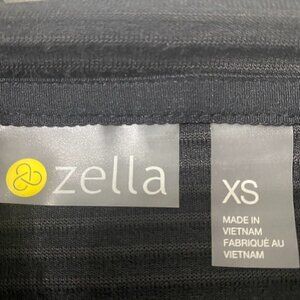 zella
XS
MADE IN
VIETNAM
FABRIQUÉ AU
VIETNAM